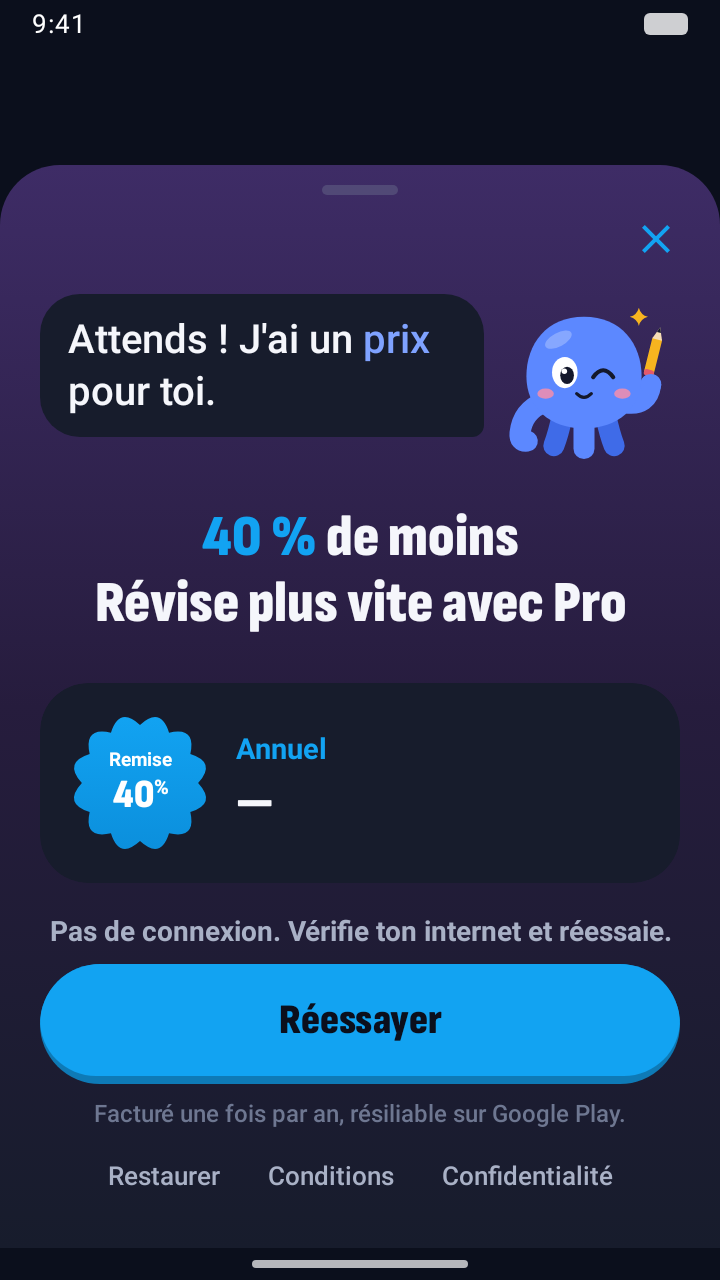 9:41
Attends ! J'ai un prix
pour toi.
40 % de moins
Révise plus vite avec Pro
Remise
40%
Annuel
—
Pas de connexion. Vérifie ton internet et réessaie.
Réessayer
Facturé une fois par an, résiliable sur Google Play.
Restaurer Conditions Confidentialité